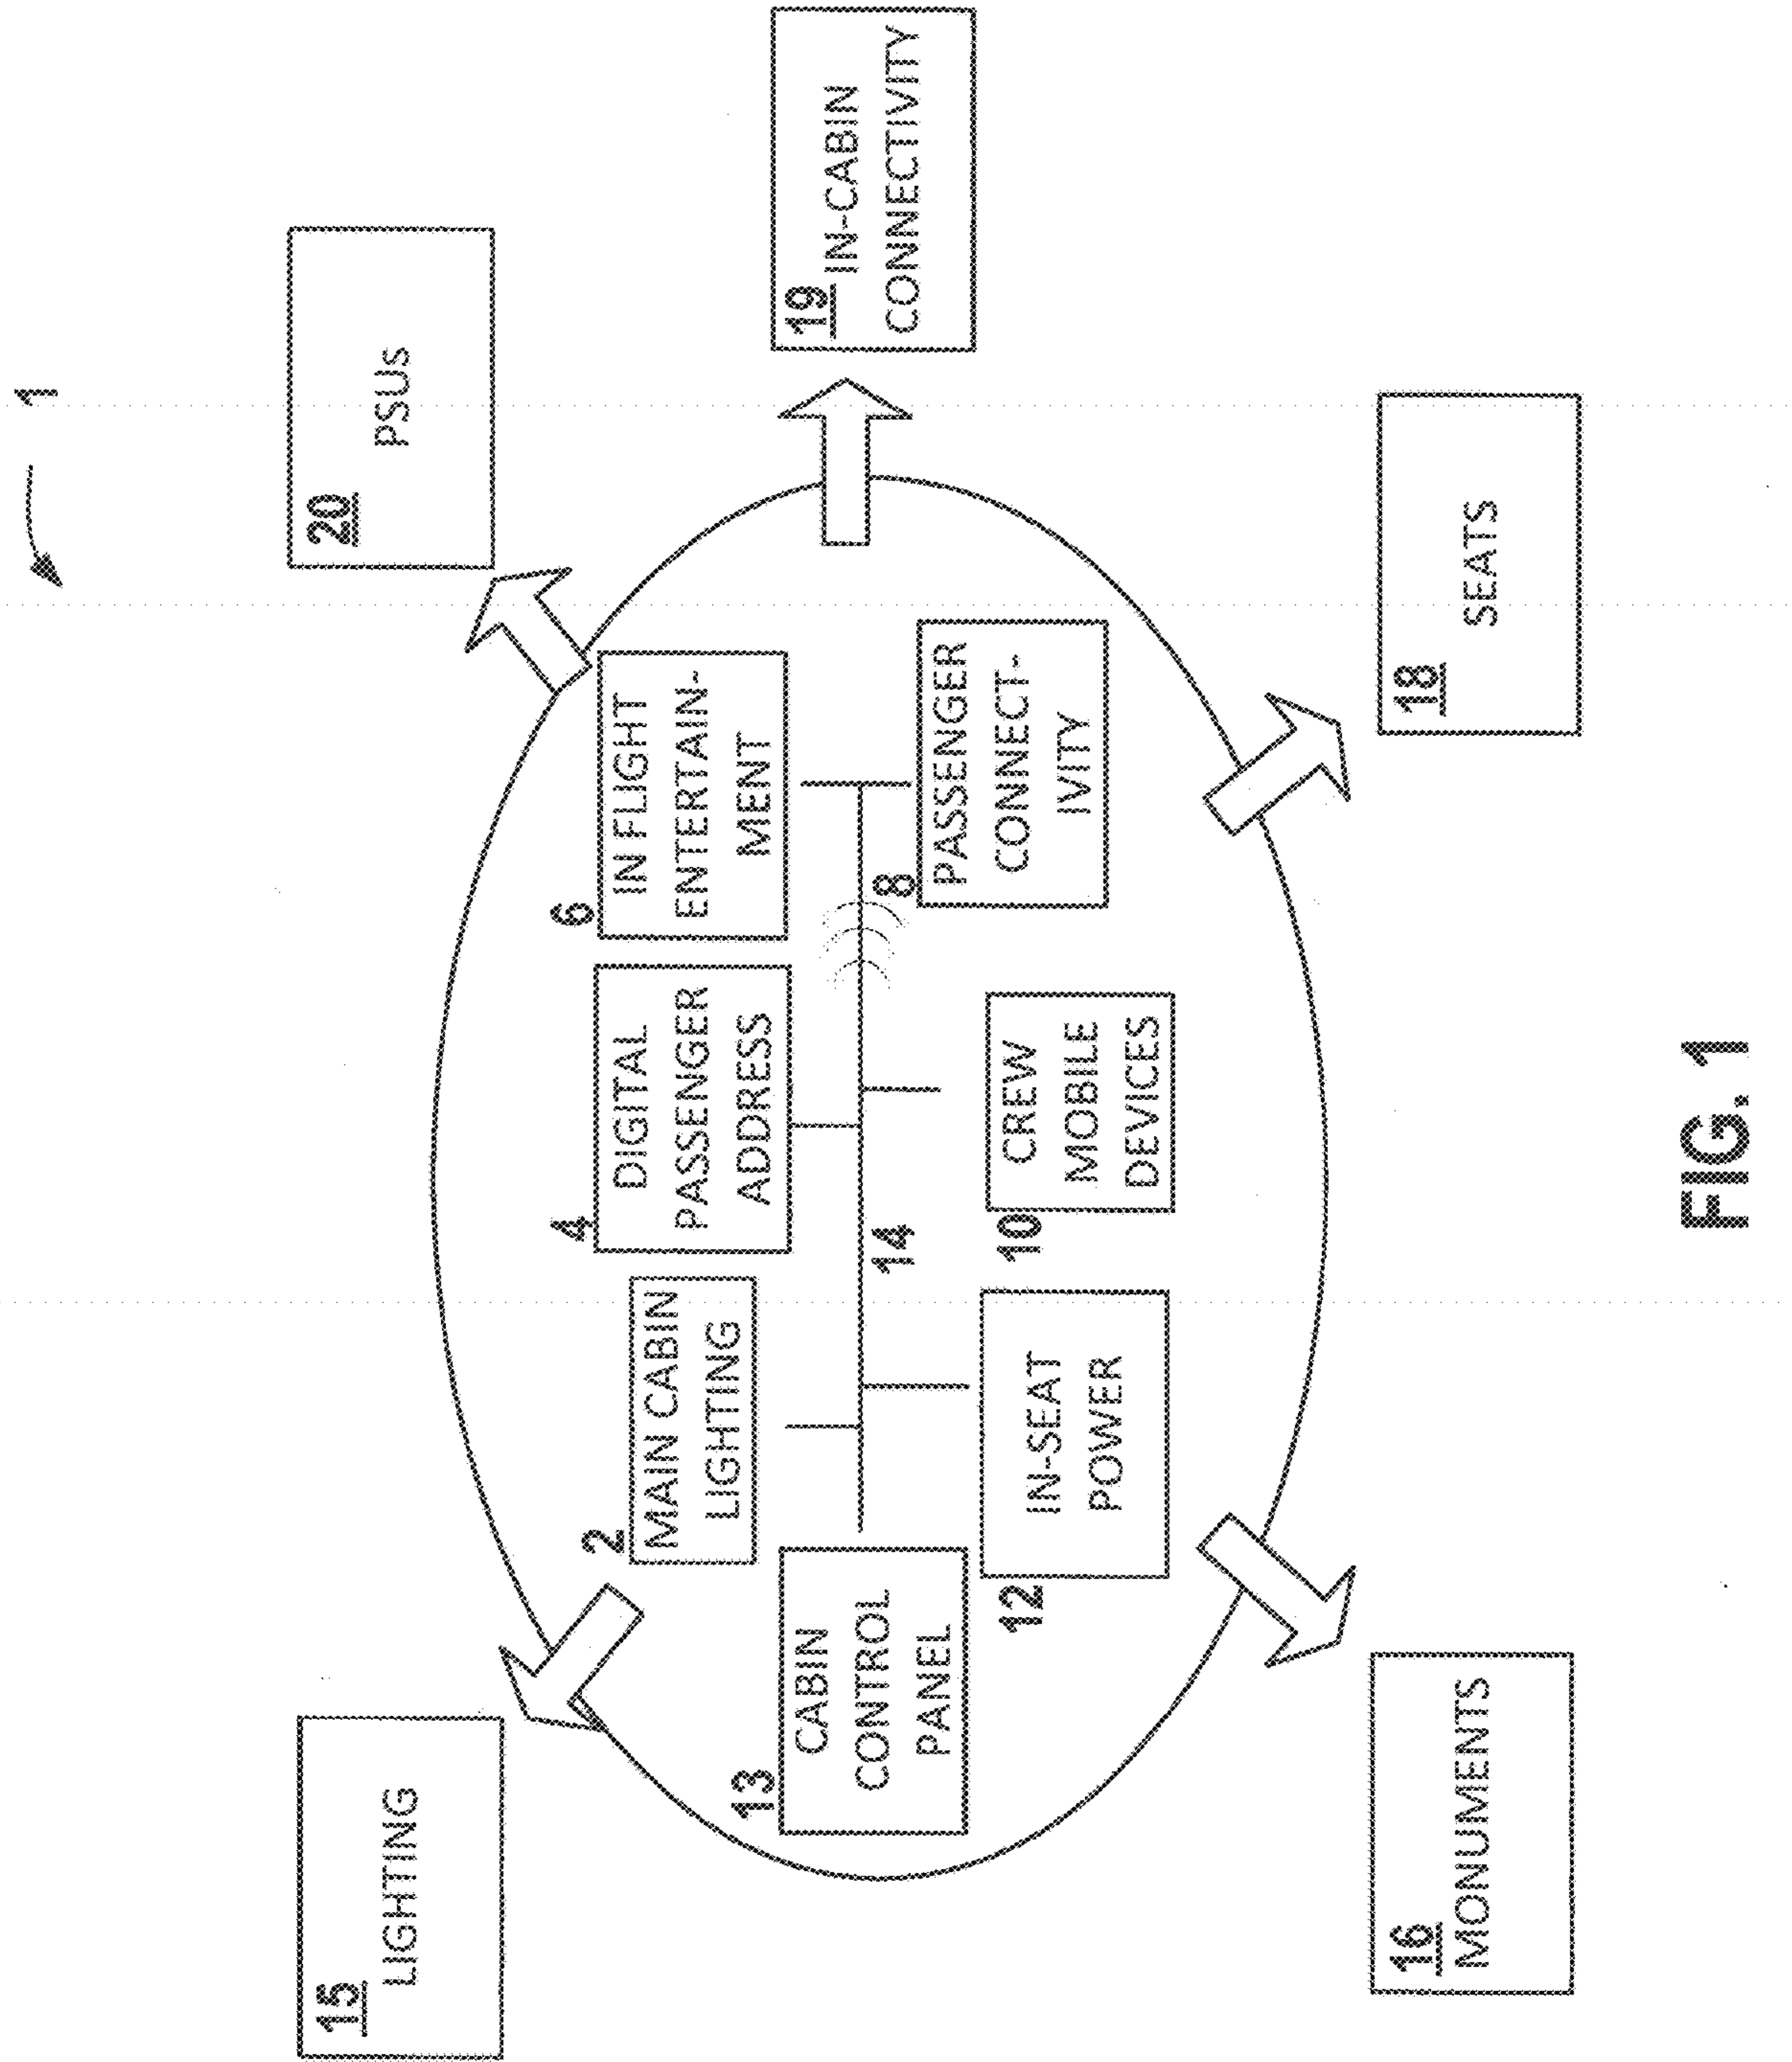 1
15
LIGHTING
20
PSUs
2
MAIN CABIN
LIGHTING
4
DIGITAL
PASSENGER
ADDRESS
6
IN FLIGHT
ENTERTAIN-
MENT
13
CABIN
CONTROL
PANEL
14
8
PASSENGER
CONNECT-
IVITY
19
IN-CABIN
CONNECTIVITY
12
IN-SEAT
POWER
10
CREW
MOBILE
DEVICES
16
MONUMENTS
18
SEATS
FIG. 1